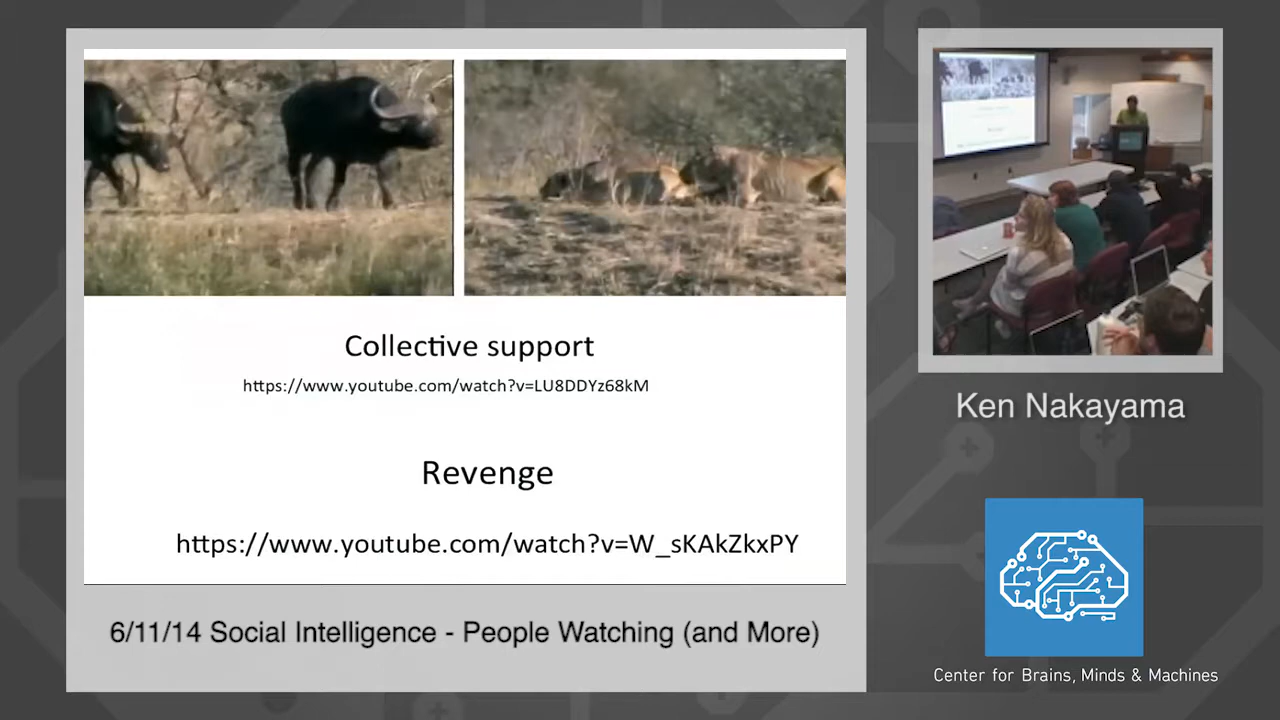 Collective support
https://www.youtube.com/watch?v=LU8DDYz68kM
Revenge
https://www.youtube.com/watch?v=W_sKAkZkxPY
6/11/14 Social Intelligence - People Watching (and More)
Ken Nakayama
Center for Brains, Minds & Machines